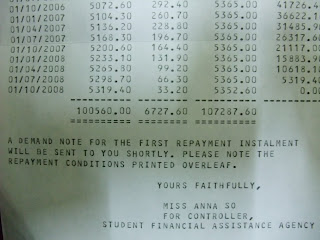 01/10/2006 5072.60 292.40 5365.00 41726.4
01/01/2007 5104.30 260.70 5365.00 36622.1
01/04/2007 5136.20 228.80 5365.00 31485.9
01/07/2007 5168.30 196.70 5365.00 26317.6
01/10/2007 5200.60 164.40 5365.00 21117.0
01/01/2008 5233.10 131.90 5365.00 15883.9
01/04/2008 5265.80 99.20 5365.00 10618.1
01/07/2008 5298.70 66.30 5365.00 5319.4
01/10/2008 5319.40 33.20 5352.60 0.0
100560.00 6727.60 107287.60
A DEMAND NOTE FOR THE FIRST REPAYMENT INSTALMENT
WILL BE SENT TO YOU SHORTLY. PLEASE NOTE THE
REPAYMENT CONDITIONS PRINTED OVERLEAF.
YOURS FAITHFULLY,
MISS ANNA SO
FOR CONTROLLER,
STUDENT FINANCIAL ASSISTANCE AGENCY